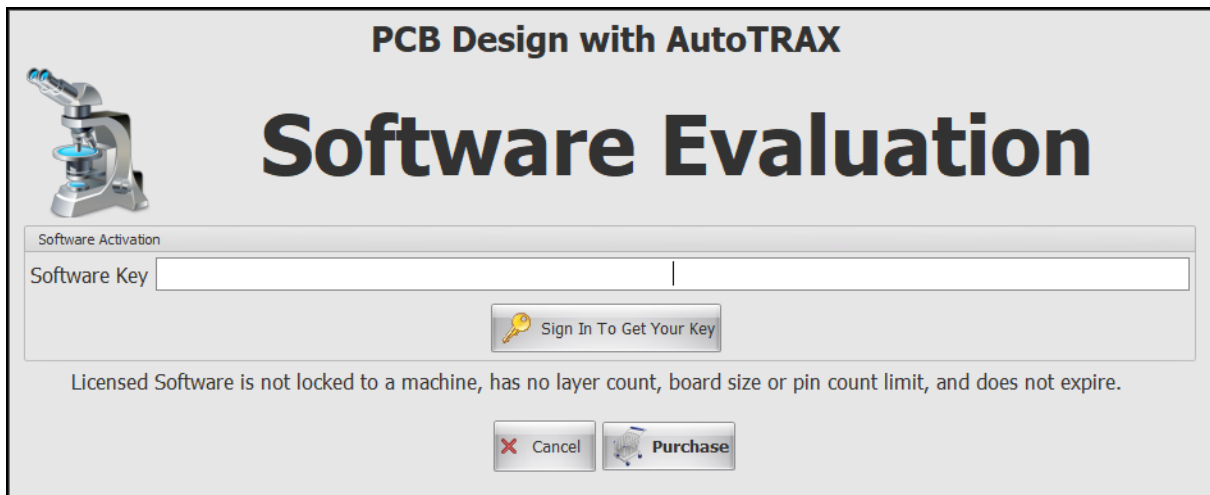 PCB Design with AutoTRAX
Software Evaluation
Software Activation
Software Key
Sign In To Get Your Key
Licensed Software is not locked to a machine, has no layer count, board size or pin count limit, and does not expire.
Cancel Purchase